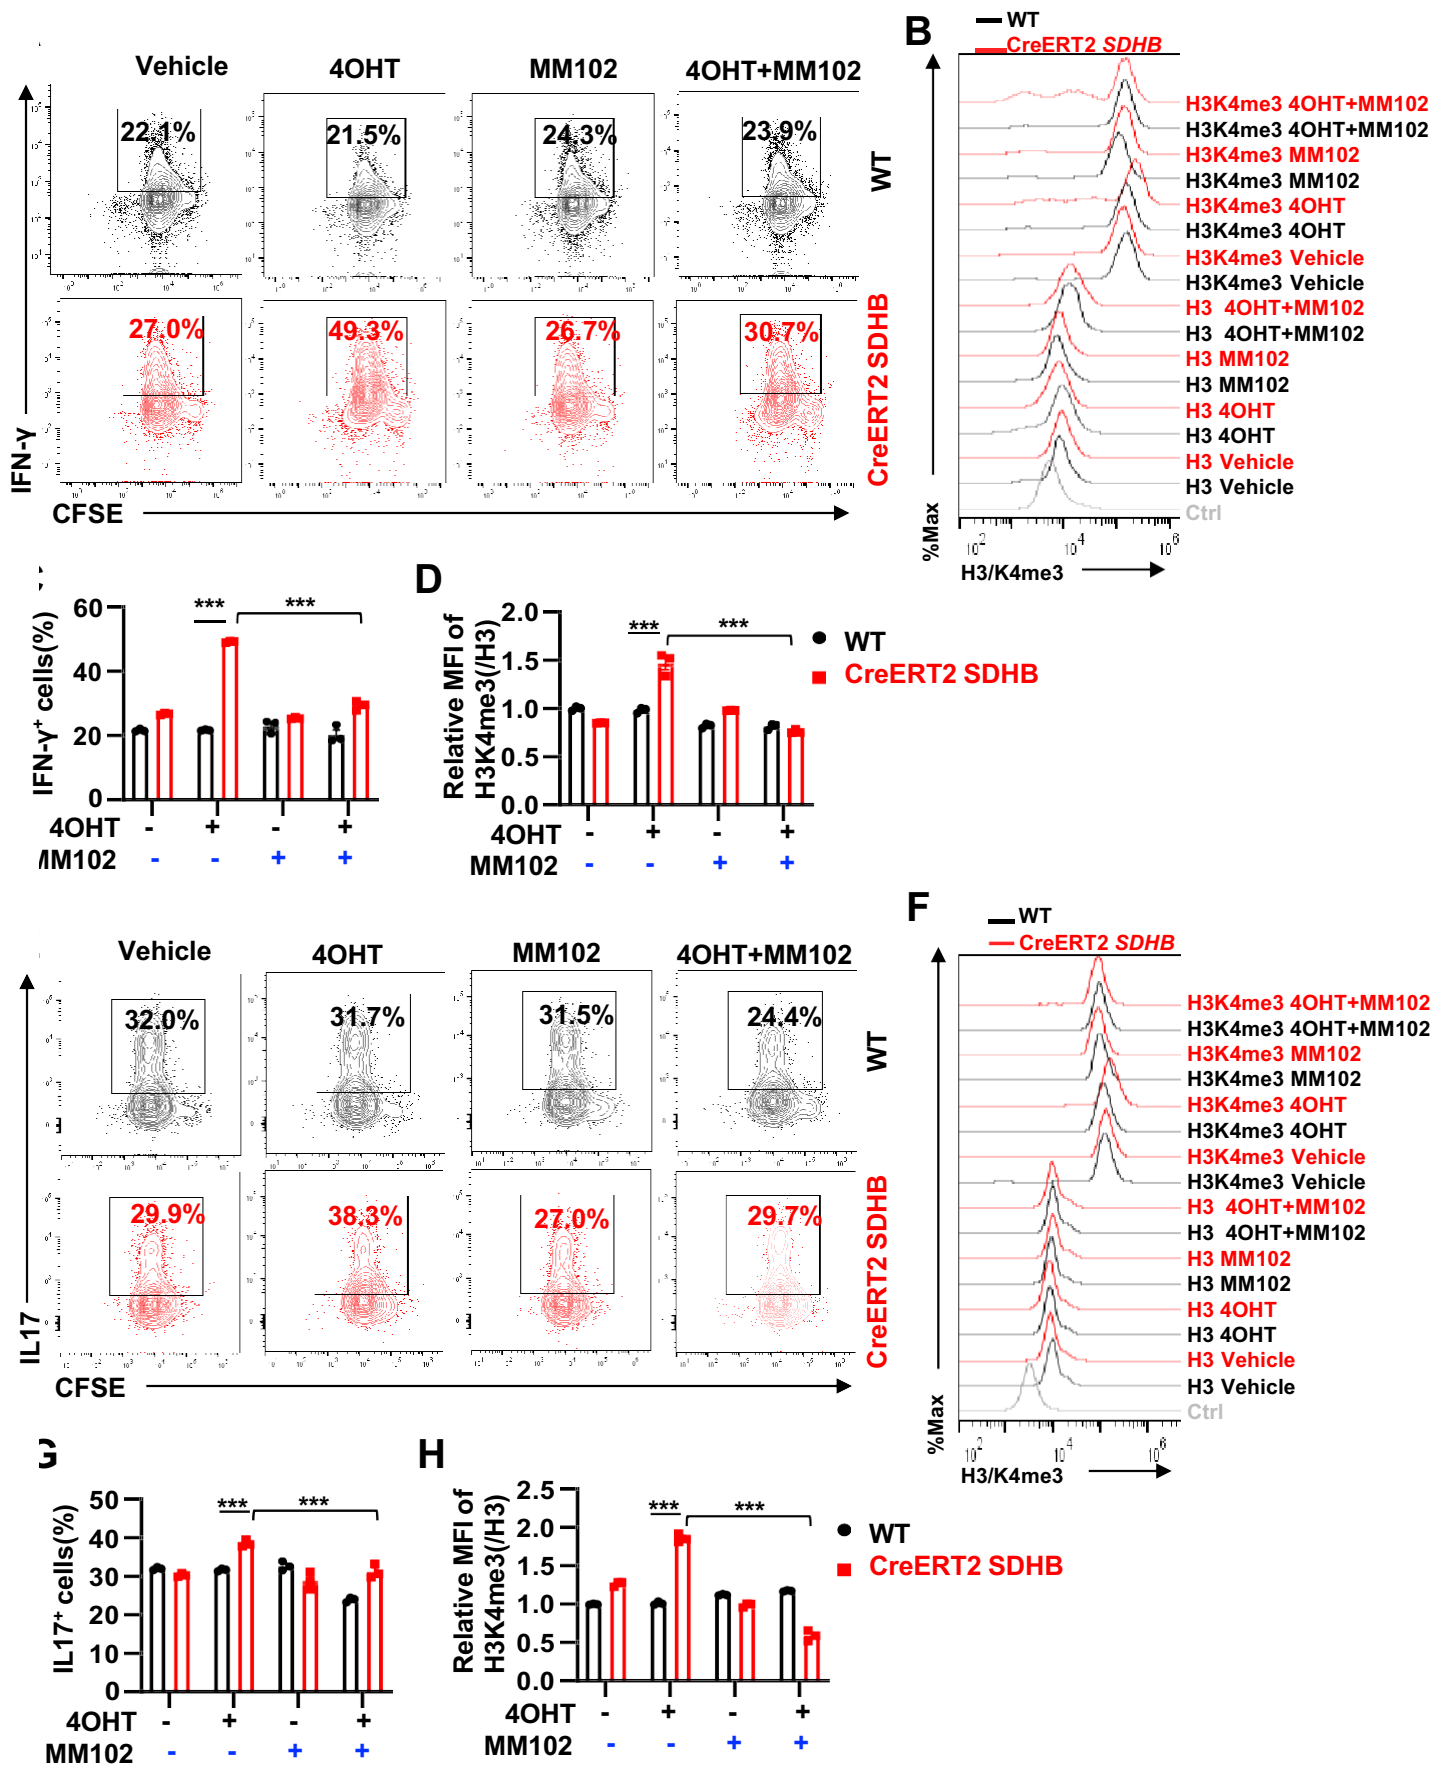 Vehicle 4OHT MM102 4OHT+MM102
22.1% 21.5% 24.3% 23.9%
WT
27.0% 49.3% 26.7% 30.7%
CreERT2 SDHB
IFN-γ
CFSE
B
WT
CreERT2 SDHB
H3K4me3 4OHT+MM102
H3K4me3 4OHT+MM102
H3K4me3 MM102
H3K4me3 MM102
H3K4me3 4OHT
H3K4me3 4OHT
H3K4me3 Vehicle
H3K4me3 Vehicle
H3 4OHT+MM102
H3 4OHT+MM102
H3 MM102
H3 MM102
H3 4OHT
H3 4OHT
H3 Vehicle
H3 Vehicle
Ctrl
%Max
10² 10⁴ 10⁶
H3/K4me3
IFN-γ⁺ cells(%)
60
40
20
0
*** ***
4OHT - + - +
MM102 - - + +
D
Relative MFI of
H3K4me3(/H3)
2.0
1.5
1.0
0.5
0.0
*** ***
WT
CreERT2 SDHB
4OHT - + - +
MM102 - - + +
Vehicle 4OHT MM102 4OHT+MM102
32.0% 31.7% 31.5% 24.4%
WT
29.9% 38.3% 27.0% 29.7%
CreERT2 SDHB
IL17
CFSE
F
WT
CreERT2 SDHB
H3K4me3 4OHT+MM102
H3K4me3 4OHT+MM102
H3K4me3 MM102
H3K4me3 MM102
H3K4me3 4OHT
H3K4me3 4OHT
H3K4me3 Vehicle
H3K4me3 Vehicle
H3 4OHT+MM102
H3 4OHT+MM102
H3 MM102
H3 MM102
H3 4OHT
H3 4OHT
H3 Vehicle
H3 Vehicle
Ctrl
%Max
10² 10⁴ 10⁶
H3/K4me3
G
IL17⁺ cells(%)
50
40
30
20
10
0
*** ***
4OHT - + - +
MM102 - - + +
H
Relative MFI of
H3K4me3(/H3)
2.5
2.0
1.5
1.0
0.5
0.0
*** ***
WT
CreERT2 SDHB
4OHT - + - +
MM102 - - + +